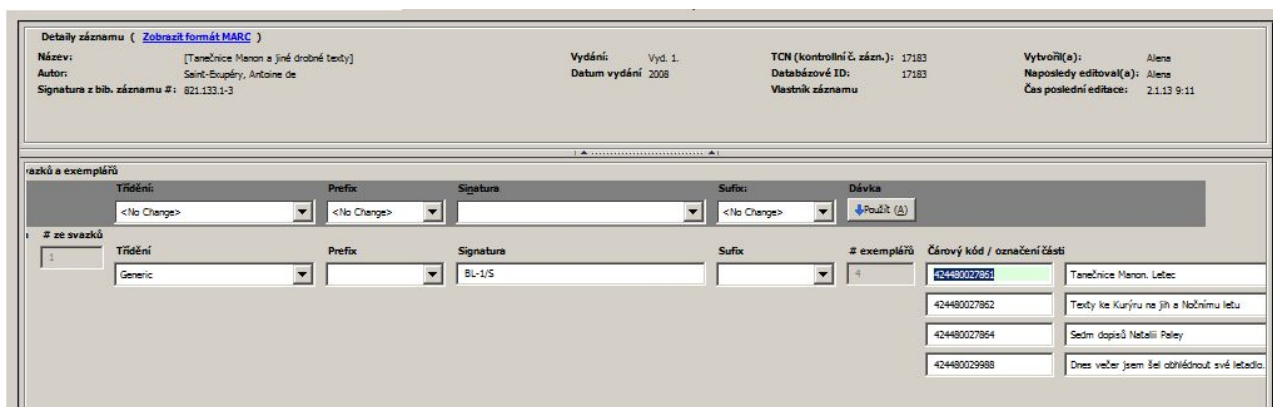 Detaily záznamu ( Zobrazit formát MARC )
Název: [Tanečnice Manon a jiné drobné texty] Vydání: Vyd. 1. TCN (kontrollní č. zázn.): 17183 Vytvořil(a): Alena
Autor: Saint-Exupéry, Antoine de Datum vydání 2008 Databázové ID: 17183 Naposledy editoval(a): Alena
Signatura z bib. záznamu #: 821.133.1-3 Vlastník záznamu Čas poslední editace: 2.1.13 9:11
azků a exemplářů
Třídění: Prefix Sinatura Sufix: Dávka
<No Change> <No Change> <No Change> Použít (A)
# ze svazků
Třídění Prefix Signatura Sufix # exemplářů Čárový kód / označení části
1 Generic BL-1/S 4 424480027861 Tanečnice Manon. Letec
424480027862 Texty ke Kurýru na jih a Nočnímu letu
424480027864 Sedm dopisů Natalii Paley
424480029988 Dnes večer jsem šel obhlédnout své letadlo.